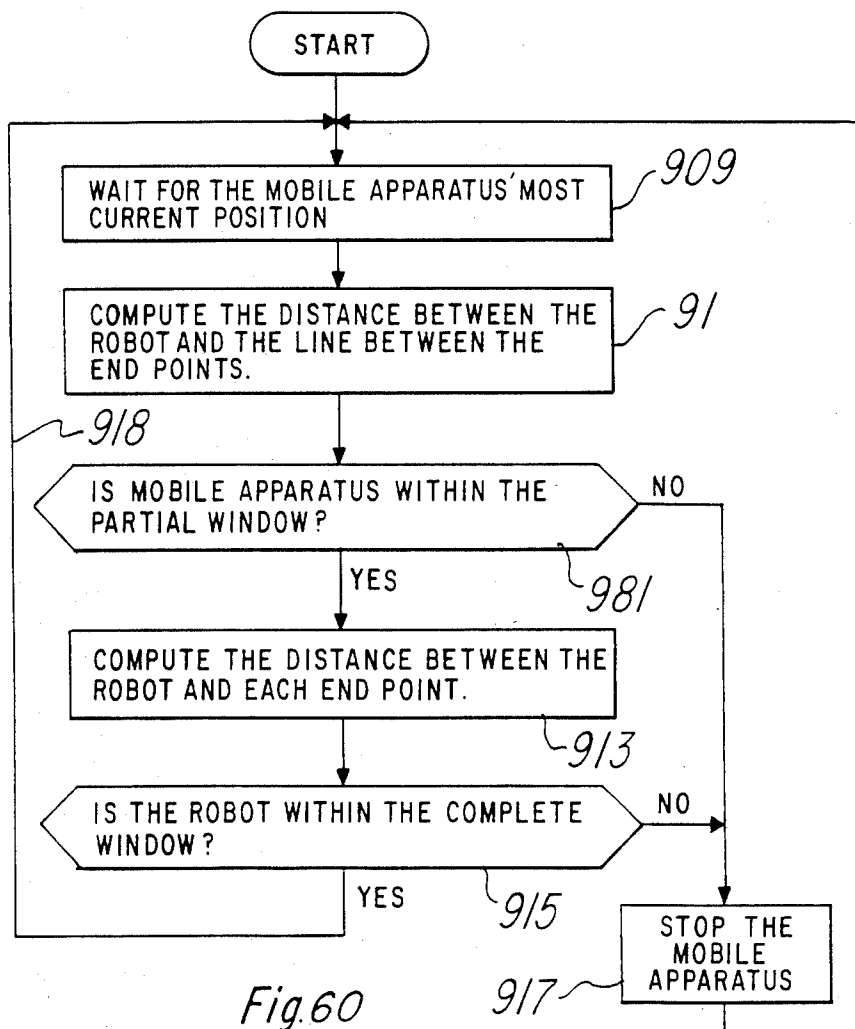 START
WAIT FOR THE MOBILE APPARATUS' MOST
CURRENT POSITION
909
COMPUTE THE DISTANCE BETWEEN THE
ROBOT AND THE LINE BETWEEN THE
END POINTS.
91
918
IS MOBILE APPARATUS WITHIN THE
PARTIAL WINDOW?
NO
981
YES
COMPUTE THE DISTANCE BETWEEN THE
ROBOT AND EACH END POINT.
913
IS THE ROBOT WITHIN THE COMPLETE
WINDOW?
NO
915
YES
STOP THE
MOBILE
APPARATUS
917
Fig.60